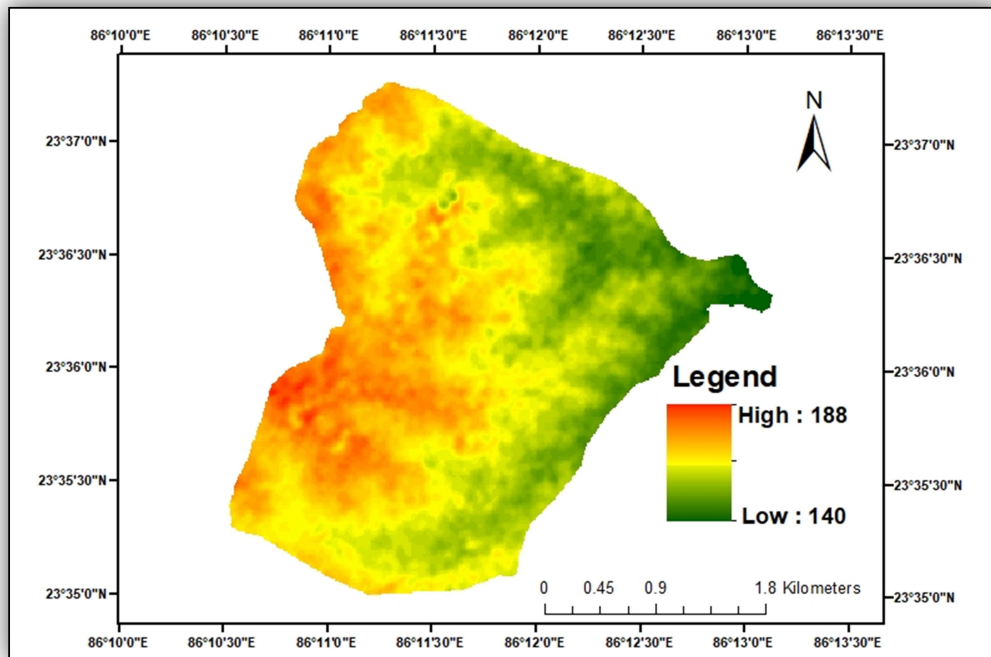 86°10'0"E 86°10'30"E 86°11'0"E 86°11'30"E 86°12'0"E 86°12'30"E 86°13'0"E 86°13'30"E
N
23°37'0"N 23°37'0"N
23°36'30"N 23°36'30"N
23°36'0"N 23°36'0"N
Legend
High : 188
23°35'30"N 23°35'30"N
Low : 140
0 0.45 0.9 1.8 Kilometers
23°35'0"N 23°35'0"N
86°10'0"E 86°10'30"E 86°11'0"E 86°11'30"E 86°12'0"E 86°12'30"E 86°13'0"E 86°13'30"E